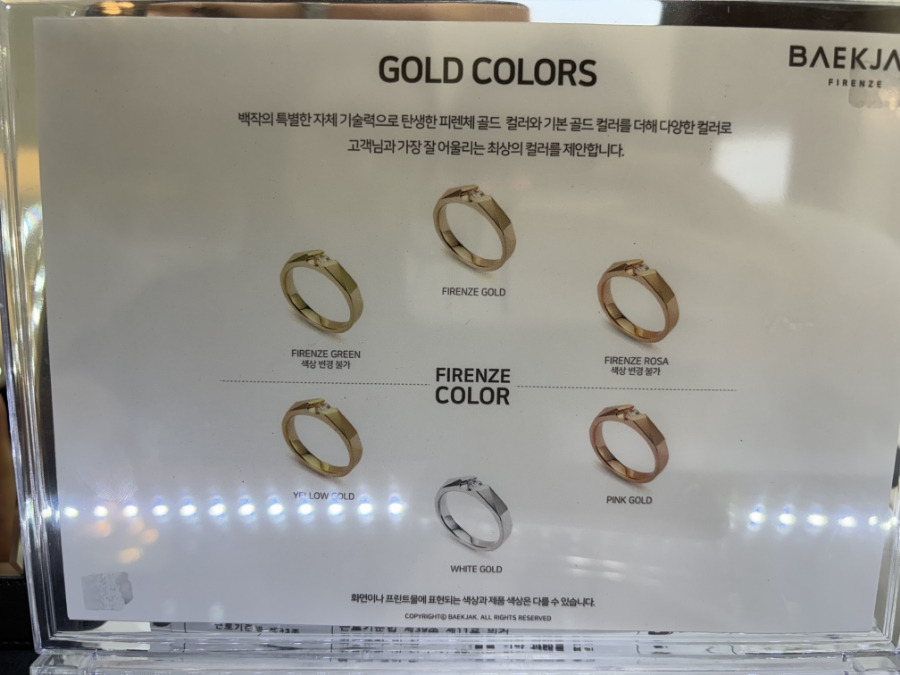 GOLD COLORS
BAEKJA
FIRENZE
백작의 특별한 자체 기술력으로 탄생한 피렌체 골드 컬러와 기본 골드 컬러를 더해 다양한 컬러로
고객님과 가장 잘 어울리는 최상의 컬러를 제안합니다.
FIRENZE GOLD
FIRENZE GREEN
색상 변경 불가
FIRENZE ROSA
색상 변경 불가
FIRENZE
COLOR
YELLOW GOLD
PINK GOLD
WHITE GOLD
화면이나 프린트물에 표현되는 색상과 제품 색상은 다를 수 있습니다.
COPYRIGHT© BAEKJAK. ALL RIGHTS RESERVED